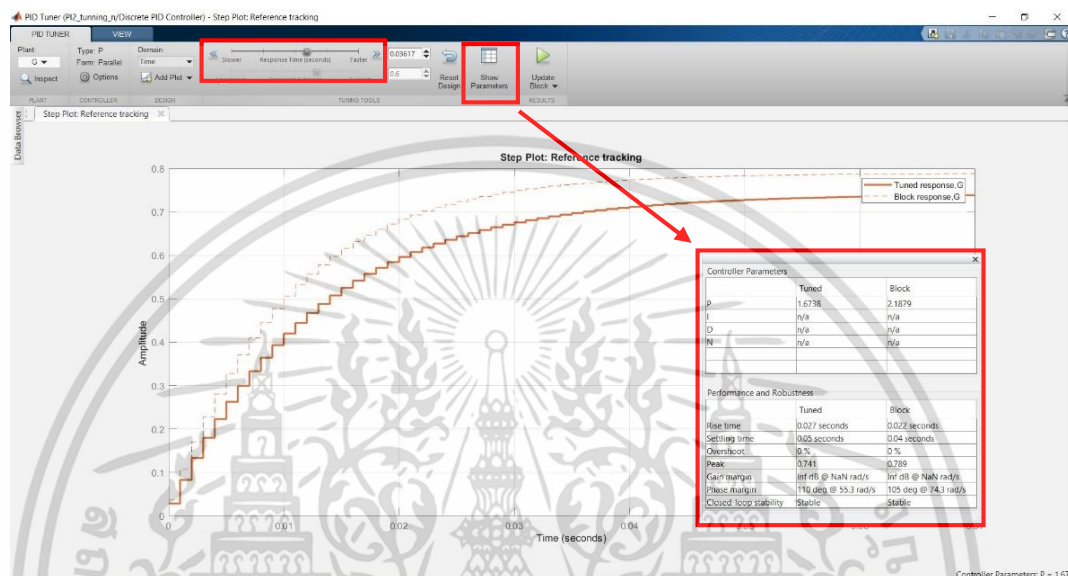 PID Tuner (PI2_tunning_n/Discrete PID Controller) - Step Plot: Reference tracking
PID TUNER VIEW
Plant: Type: P Domain:
G Form: Parallel Time
Inspect Options Add Plot
Slower Response Time (seconds) Faster 0.03617
0.6
Reset Design
Show Parameters
Update Block
PLANT CONTROLLER DESIGN TUNING TOOLS RESULTS
Data Browser
Step Plot: Reference tracking
Step Plot: Reference tracking
Tuned response,G
Block response,G
Amplitude
0.8
0.7
0.6
0.5
0.4
0.3
0.2
0.1
0
0 0.01 0.02 0.03 0.04
Time (seconds)
Controller Parameters
Tuned Block
P 1.6738 2.1879
I n/a n/a
D n/a n/a
N n/a n/a
Performance and Robustness
Tuned Block
Rise time 0.027 seconds 0.022 seconds
Settling time 0.05 seconds 0.04 seconds
Overshoot 0 % 0 %
Peak 0.741 0.789
Gain margin Inf dB @ NaN rad/s Inf dB @ NaN rad/s
Phase margin 110 deg @ 55.3 rad/s 105 deg @ 74.3 rad/s
Closed-loop stability Stable Stable
Controller Parameters: P = 1.67